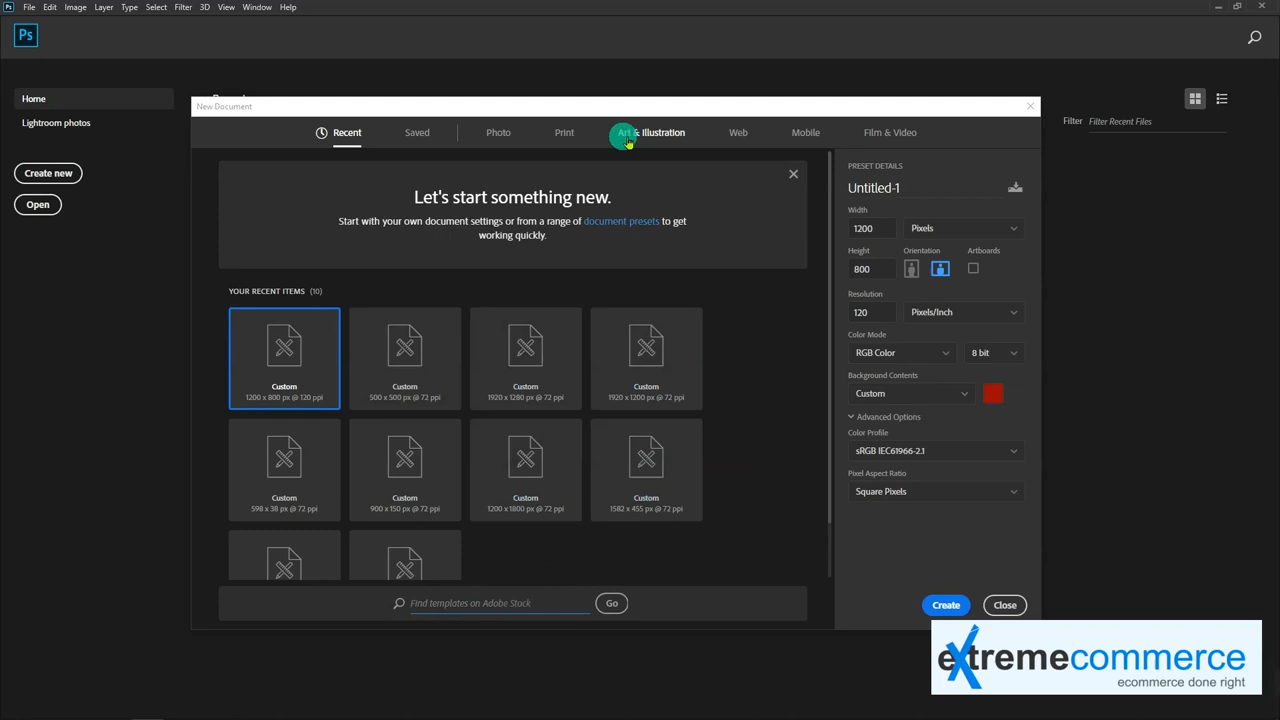 Ps File Edit Image Layer Type Select Filter 3D View Window Help
Ps
Home
Lightroom photos
Create new
Open
Filter Filter Recent Files
New Document
Recent Saved Photo Print Art & Illustration Web Mobile Film & Video
Let's start something new.
Start with your own document settings or from a range of document presets to get
working quickly.
YOUR RECENT ITEMS (10)
Custom Custom Custom Custom
1200 x 800 px @ 120 ppi 500 x 500 px @ 72 ppi 1920 x 1280 px @ 72 ppi 1920 x 1200 px @ 72 ppi
Custom Custom Custom Custom
598 x 38 px @ 72 ppi 900 x 150 px @ 72 ppi 1200 x 1800 px @ 72 ppi 1582 x 455 px @ 72 ppi
Find templates on Adobe Stock Go
PRESET DETAILS
Untitled-1
Width
1200 Pixels
Height Orientation Artboards
800
Resolution
120 Pixels/Inch
Color Mode
RGB Color 8 bit
Background Contents
Custom
Advanced Options
Color Profile
sRGB IEC61966-2.1
Pixel Aspect Ratio
Square Pixels
Create Close
extremecommerce
ecommerce done right